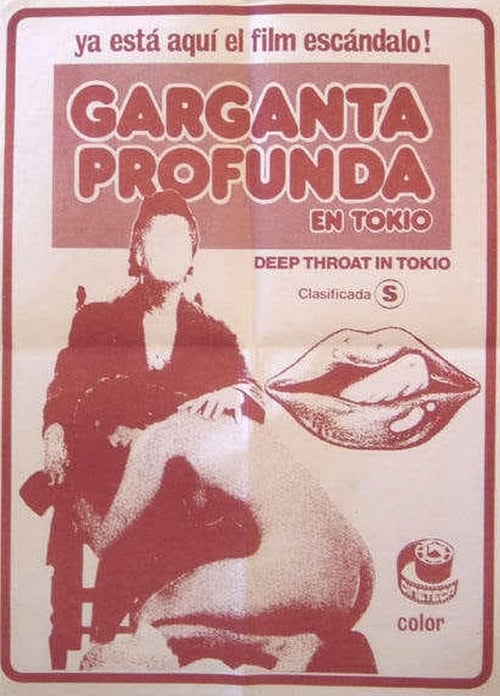 ya está aquí el film escándalo!
GARGANTA
PROFUNDA
EN TOKIO
DEEP THROAT IN TOKIO
Clasificada S
color